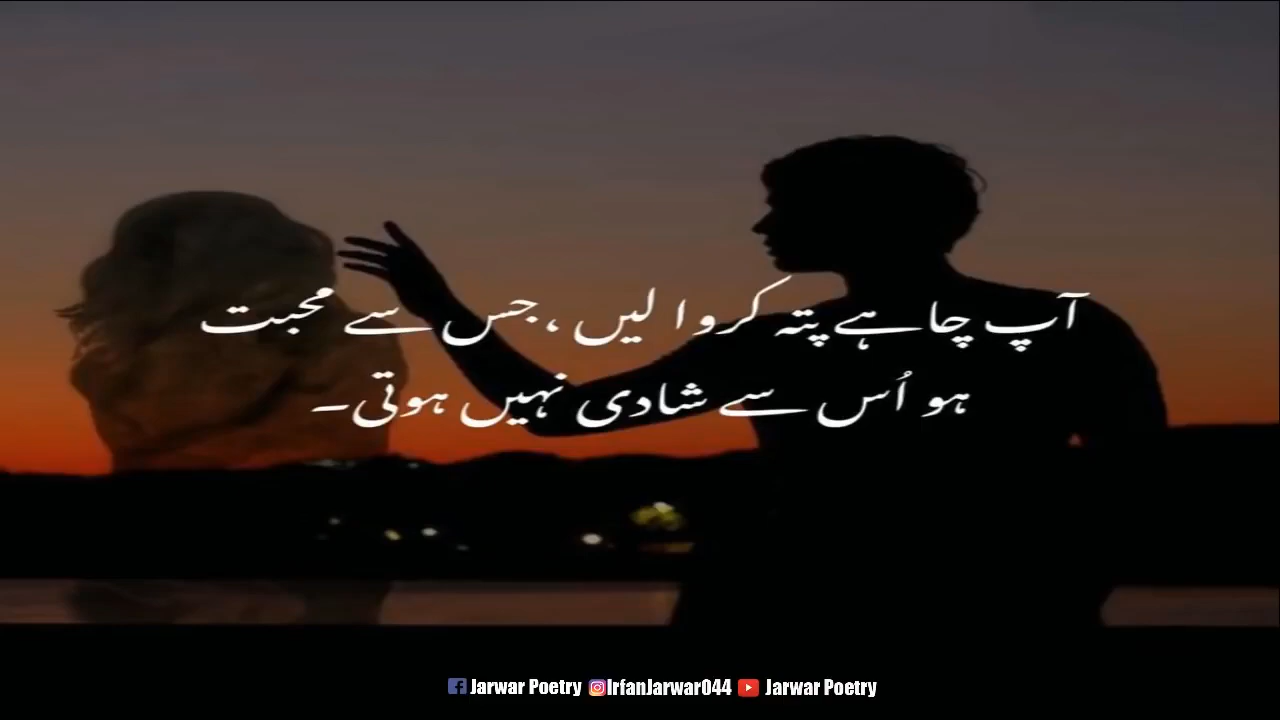 آپ چاہے پتہ کروا لیں ،جس سے محبت
ہو اُس سے شادی نہیں ہوتی۔
Jarwar Poetry IrfanJarwar044 Jarwar Poetry